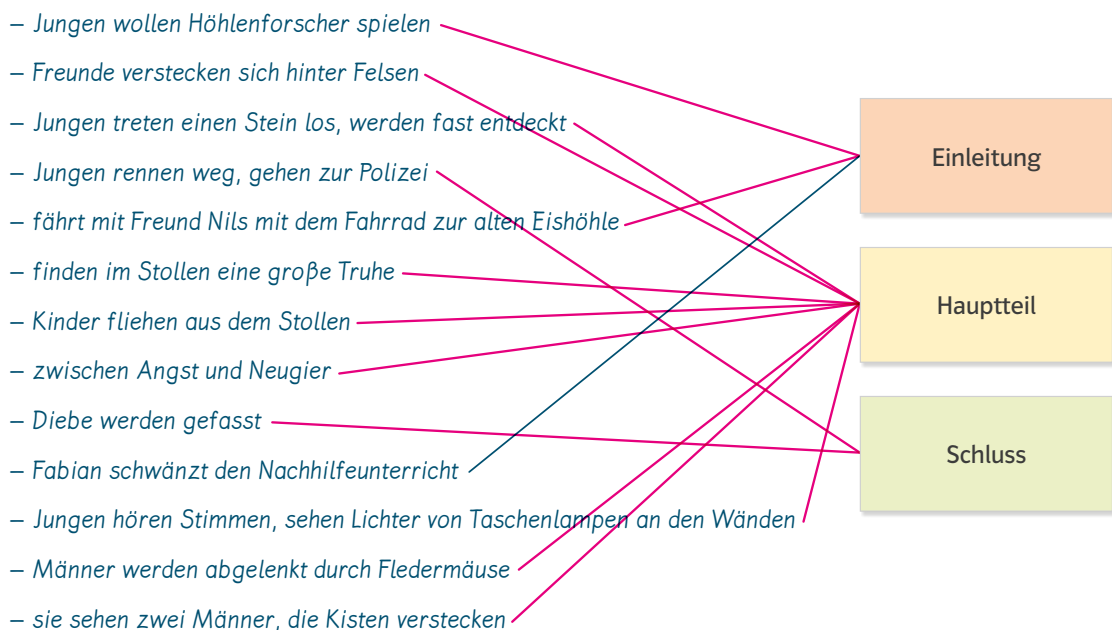 – Jungen wollen Höhlenforscher spielen
– Freunde verstecken sich hinter Felsen
– Jungen treten einen Stein los, werden fast entdeckt
– Jungen rennen weg, gehen zur Polizei
– fährt mit Freund Nils mit dem Fahrrad zur alten Eishöhle
– finden im Stollen eine große Truhe
– Kinder fliehen aus dem Stollen
– zwischen Angst und Neugier
– Diebe werden gefasst
– Fabian schwänzt den Nachhilfeunterricht
– Jungen hören Stimmen, sehen Lichter von Taschenlampen an den Wänden
– Männer werden abgelenkt durch Fledermäuse
– sie sehen zwei Männer, die Kisten verstecken
Einleitung
Hauptteil
Schluss